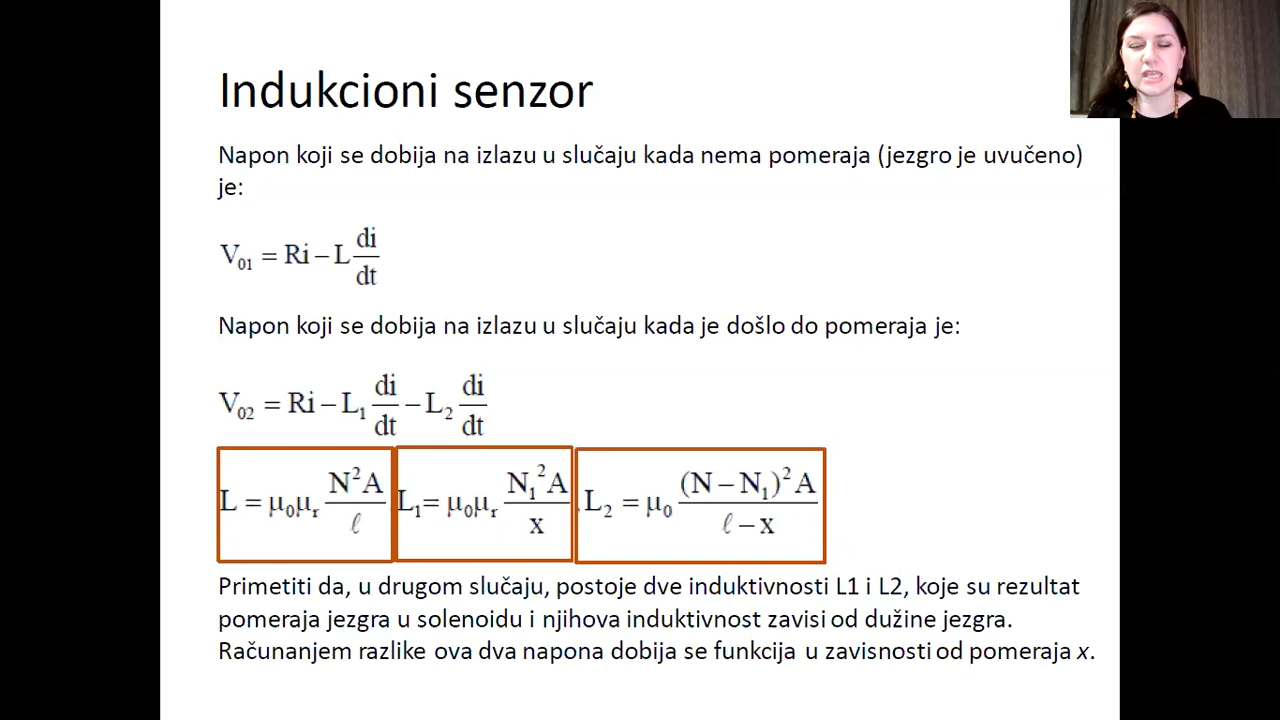 Indukcioni senzor
Napon koji se dobija na izlazu u slučaju kada nema pomeraja (jezgro je uvučeno)
je:
V₀₁ = Ri − L di/dt
Napon koji se dobija na izlazu u slučaju kada je došlo do pomeraja je:
V₀₂ = Ri − L₁ di/dt − L₂ di/dt
L = μ₀μᵣ N²A/ℓ L₁= μ₀μᵣ N₁²A/x L₂ = μ₀ (N − N₁)²A/(ℓ − x)
Primetiti da, u drugom slučaju, postoje dve induktivnosti L1 i L2, koje su rezultat
pomeraja jezgra u solenoidu i njihova induktivnost zavisi od dužine jezgra.
Računanjem razlike ova dva napona dobija se funkcija u zavisnosti od pomeraja x.